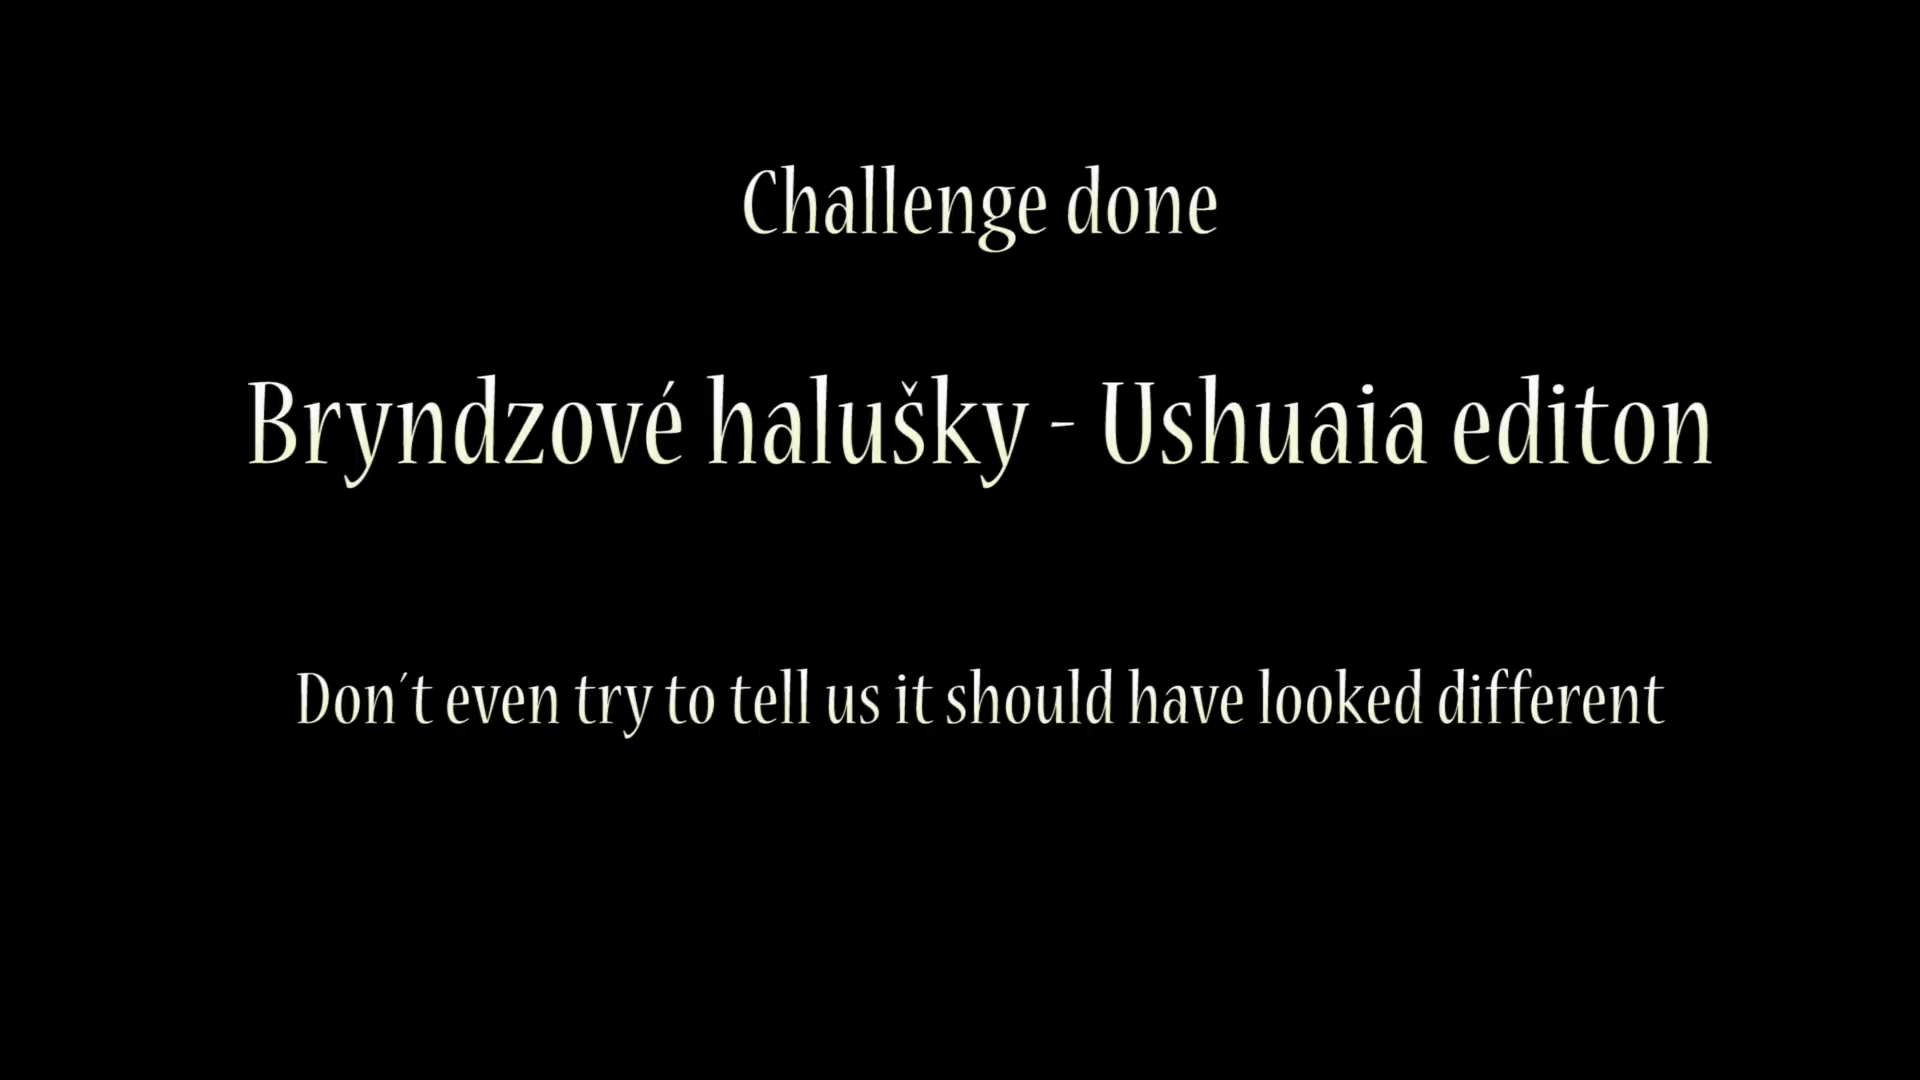 Challenge done
Bryndzové halušky - Ushuaia editon
Don´t even try to tell us it should have looked different